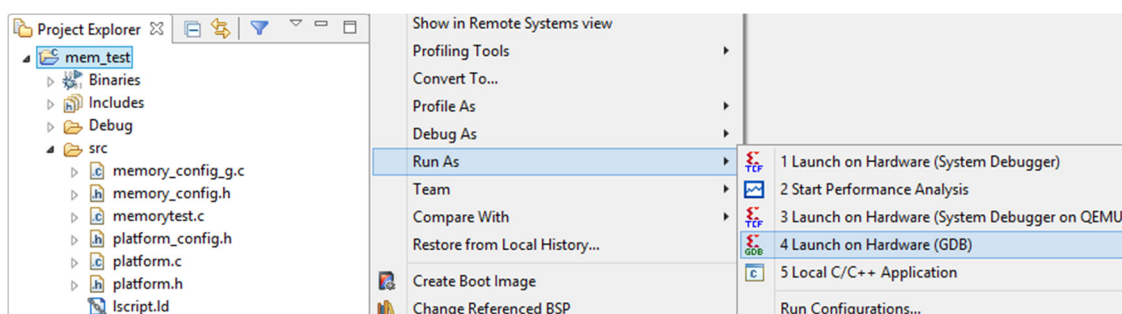 Project Explorer
mem_test
Binaries
Includes
Debug
src
memory_config_g.c
memory_config.h
memorytest.c
platform_config.h
platform.c
platform.h
lscript.ld
Show in Remote Systems view
Profiling Tools
Convert To...
Profile As
Debug As
Run As
Team
Compare With
Restore from Local History...
Create Boot Image
Change Referenced BSP
TCF 1 Launch on Hardware (System Debugger)
2 Start Performance Analysis
TCF 3 Launch on Hardware (System Debugger on QEMU
GDB 4 Launch on Hardware (GDB)
5 Local C/C++ Application
Run Configurations...